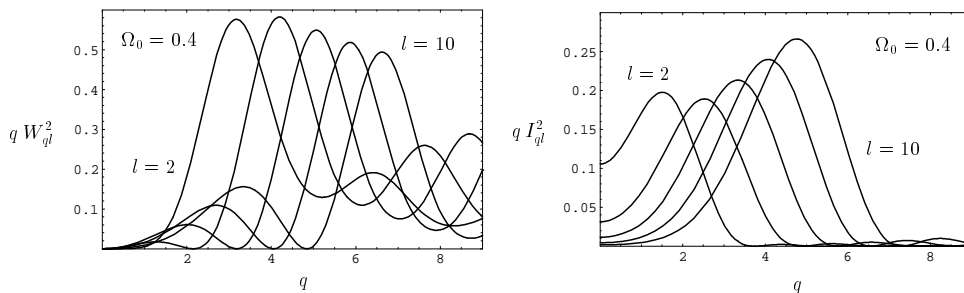 Ω₀ = 0.4
l = 10
l = 2
q W²_ql
0.5
0.4
0.3
0.2
0.1
2 4 6 8
q
Ω₀ = 0.4
l = 2
l = 10
q I²_ql
0.25
0.2
0.15
0.1
0.05
2 4 6 8
q